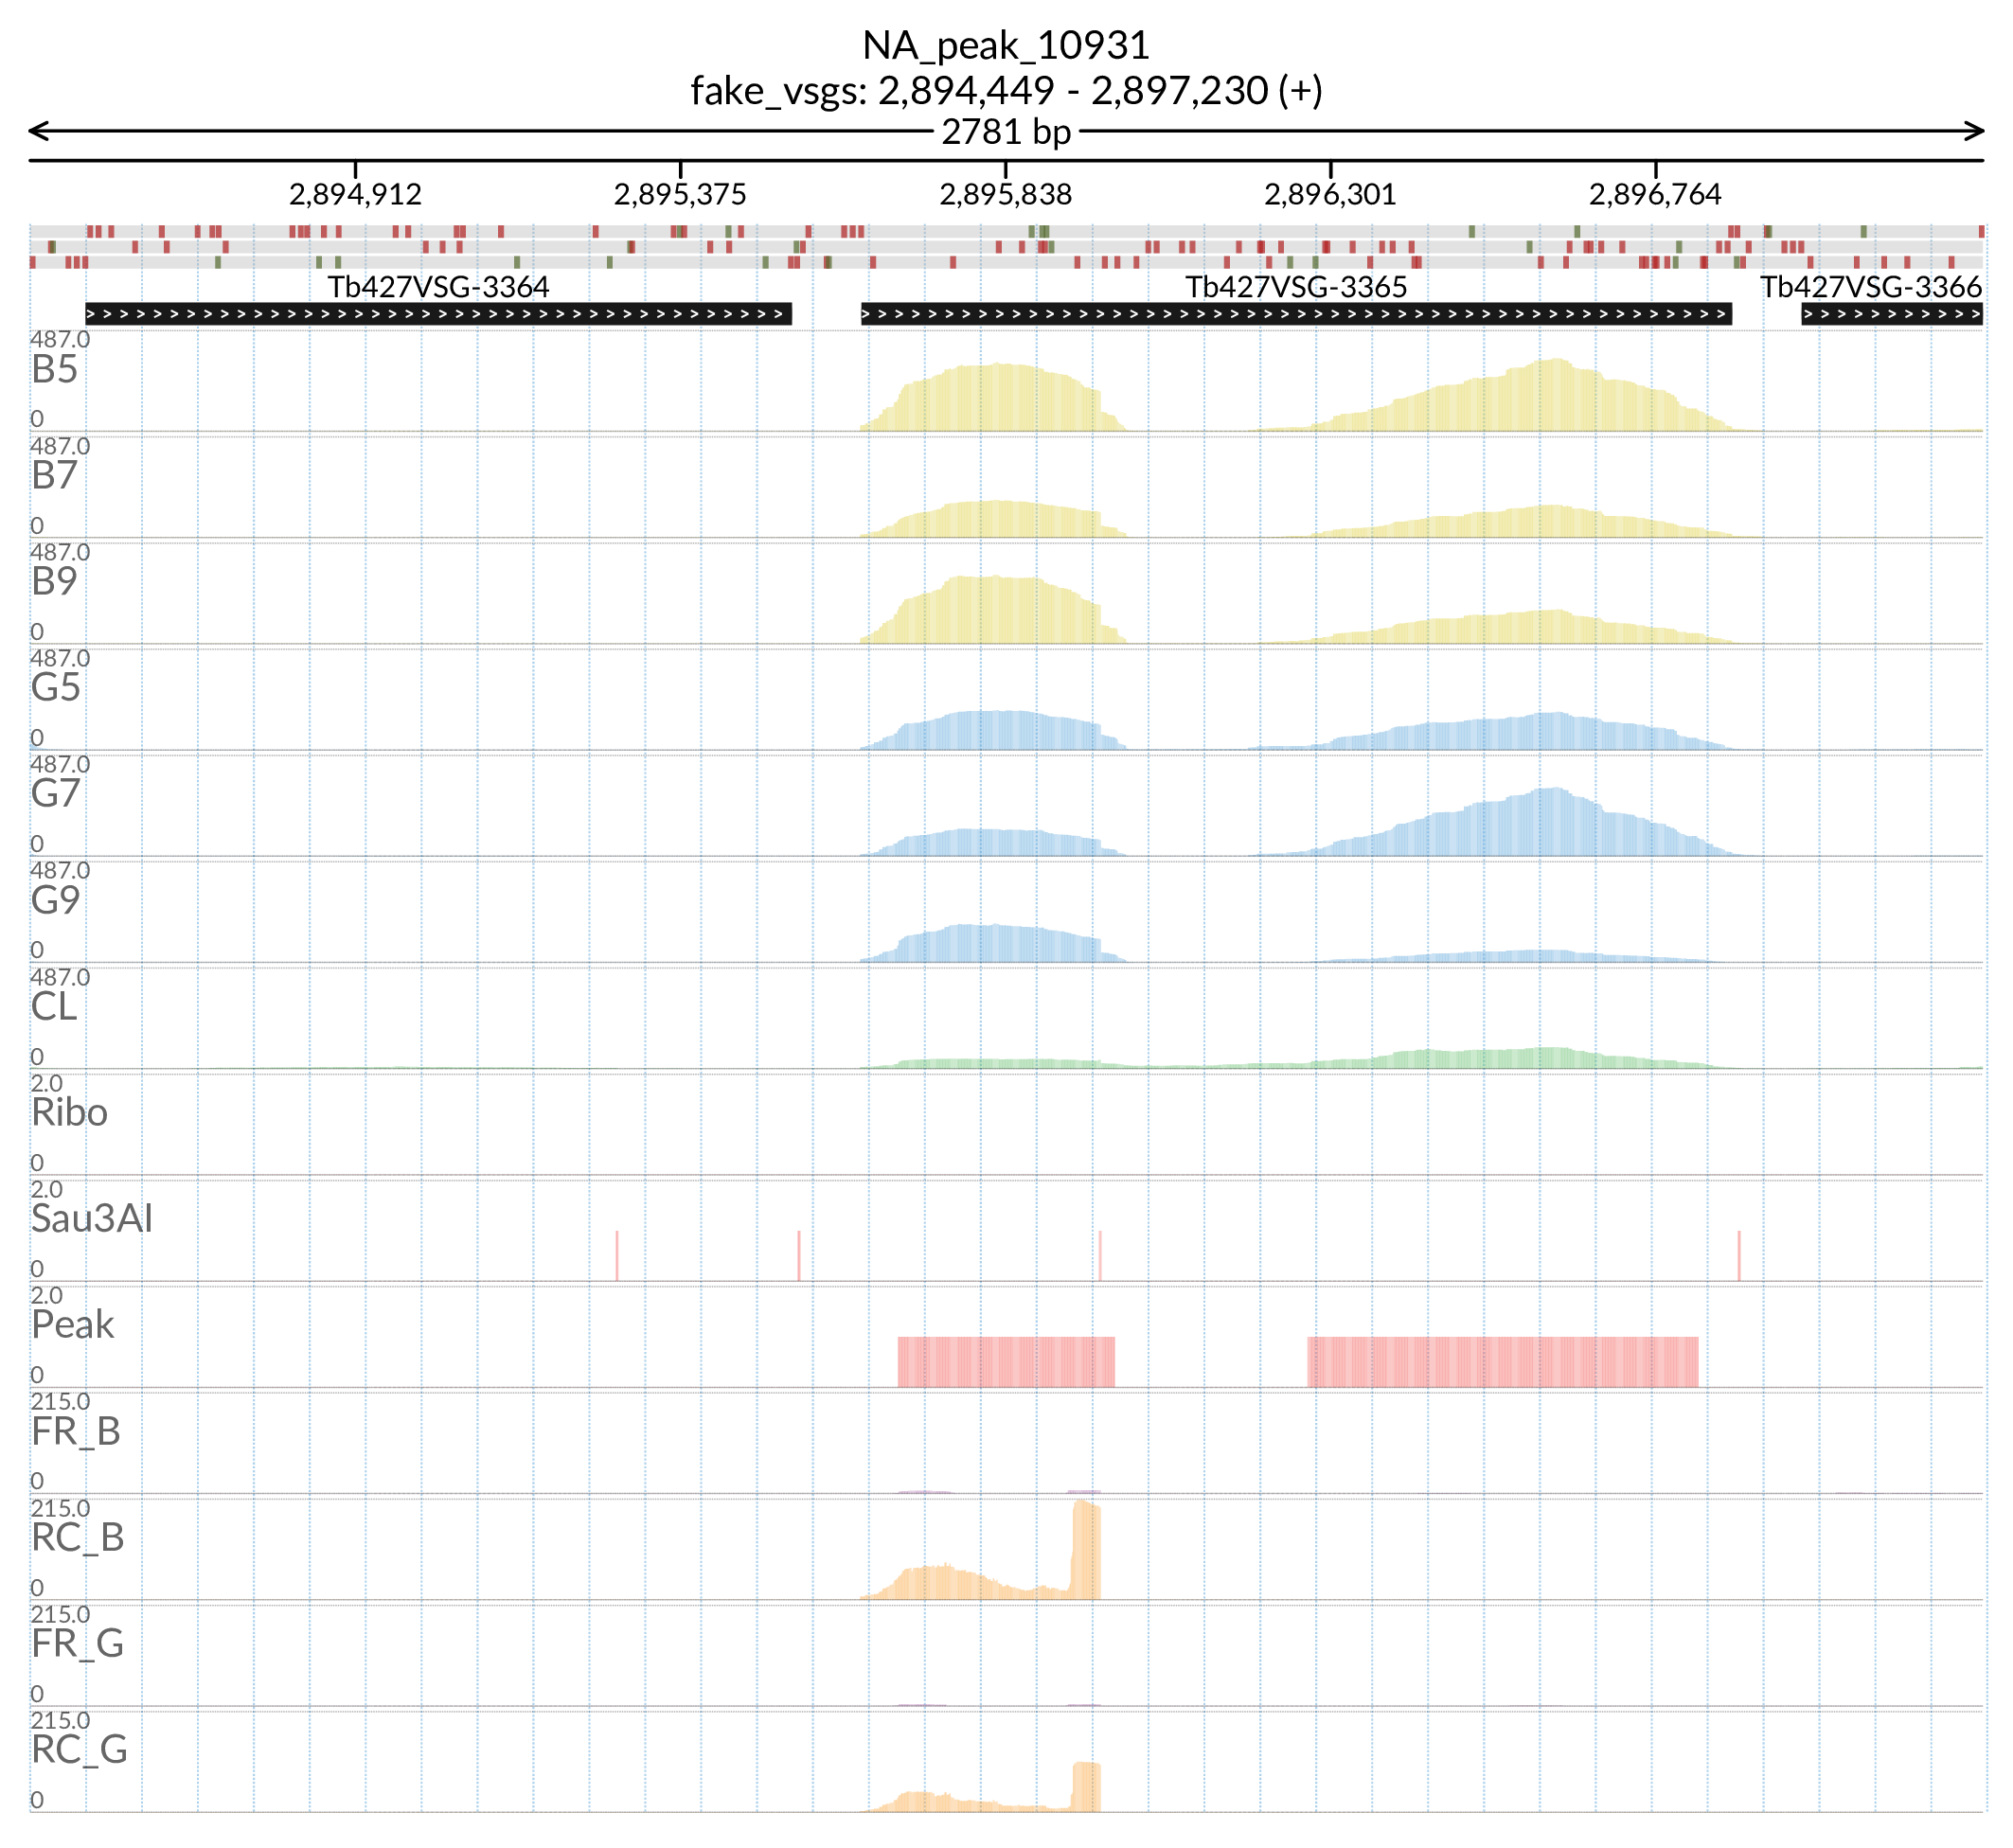 NA_peak_10931
fake_vsgs: 2,894,449 - 2,897,230 (+)
2781 bp
2,894,912 2,895,375 2,895,838 2,896,301 2,896,764
Tb427VSG-3364 Tb427VSG-3365 Tb427VSG-3366
487.0
B5
0
487.0
B7
0
487.0
B9
0
487.0
G5
0
487.0
G7
0
487.0
G9
0
487.0
CL
0
2.0
Ribo
0
2.0
Sau3AI
0
2.0
Peak
0
215.0
FR_B
0
215.0
RC_B
0
215.0
FR_G
0
215.0
RC_G
0